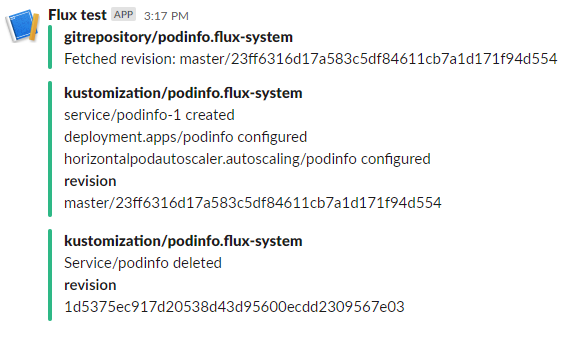 Flux test APP 3:17 PM
gitrepository/podinfo.flux-system
Fetched revision: master/23ff6316d17a583c5df84611cb7a1d171f94d554
kustomization/podinfo.flux-system
service/podinfo-1 created
deployment.apps/podinfo configured
horizontalpodautoscaler.autoscaling/podinfo configured
revision
master/23ff6316d17a583c5df84611cb7a1d171f94d554
kustomization/podinfo.flux-system
Service/podinfo deleted
revision
1d5375ec917d20538d43d95600ecdd2309567e03